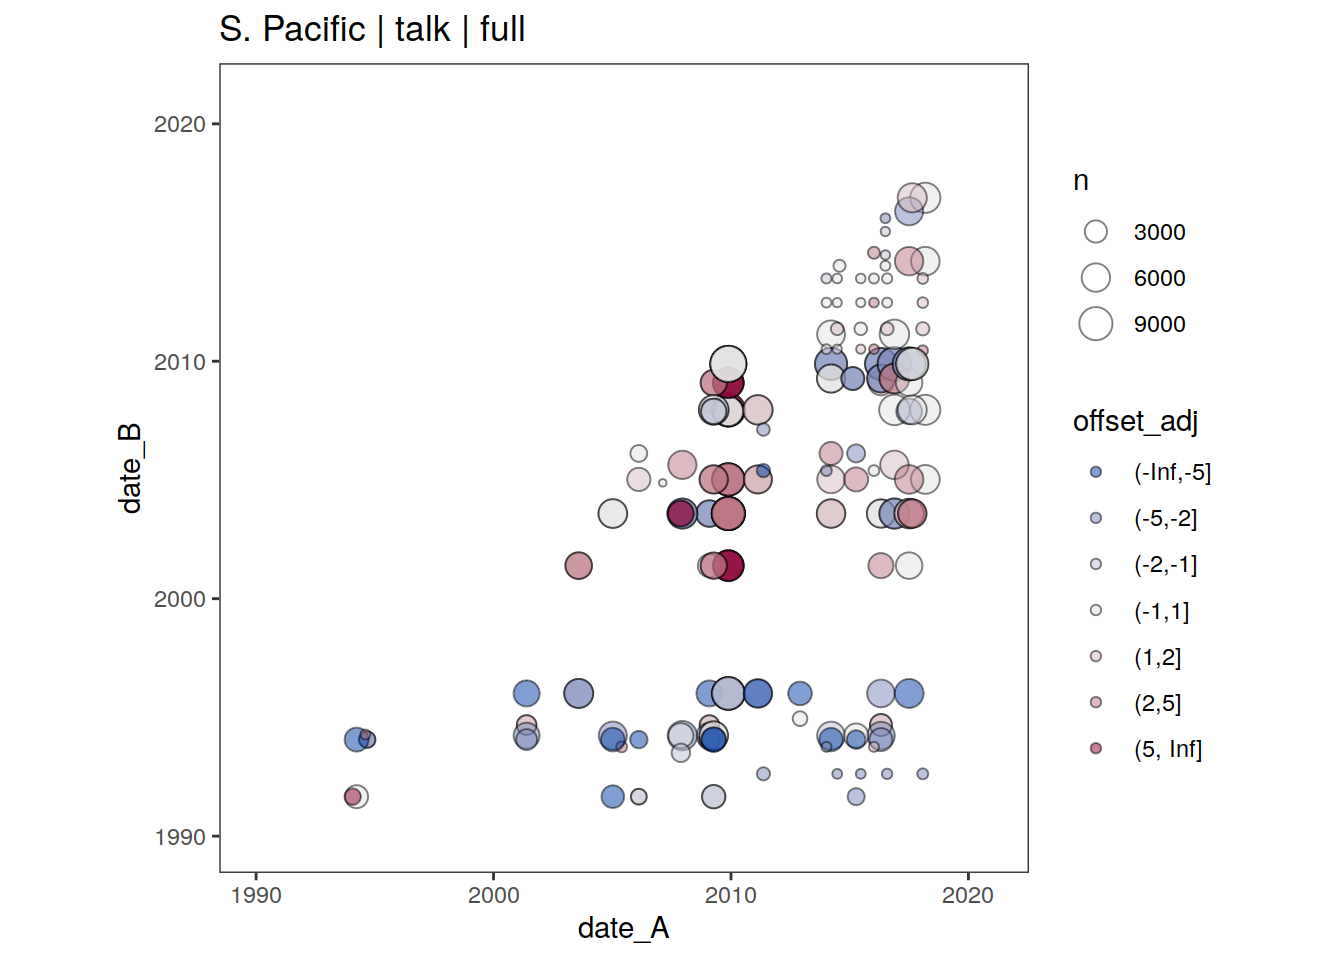 S. Pacific | talk | full
2020
2010
2000
1990
date_B
1990
2000
2010
2020
date_A
n
3000
6000
9000
offset_adj
(-Inf,-5]
(-5,-2]
(-2,-1]
(-1,1]
(1,2]
(2,5]
(5, Inf]